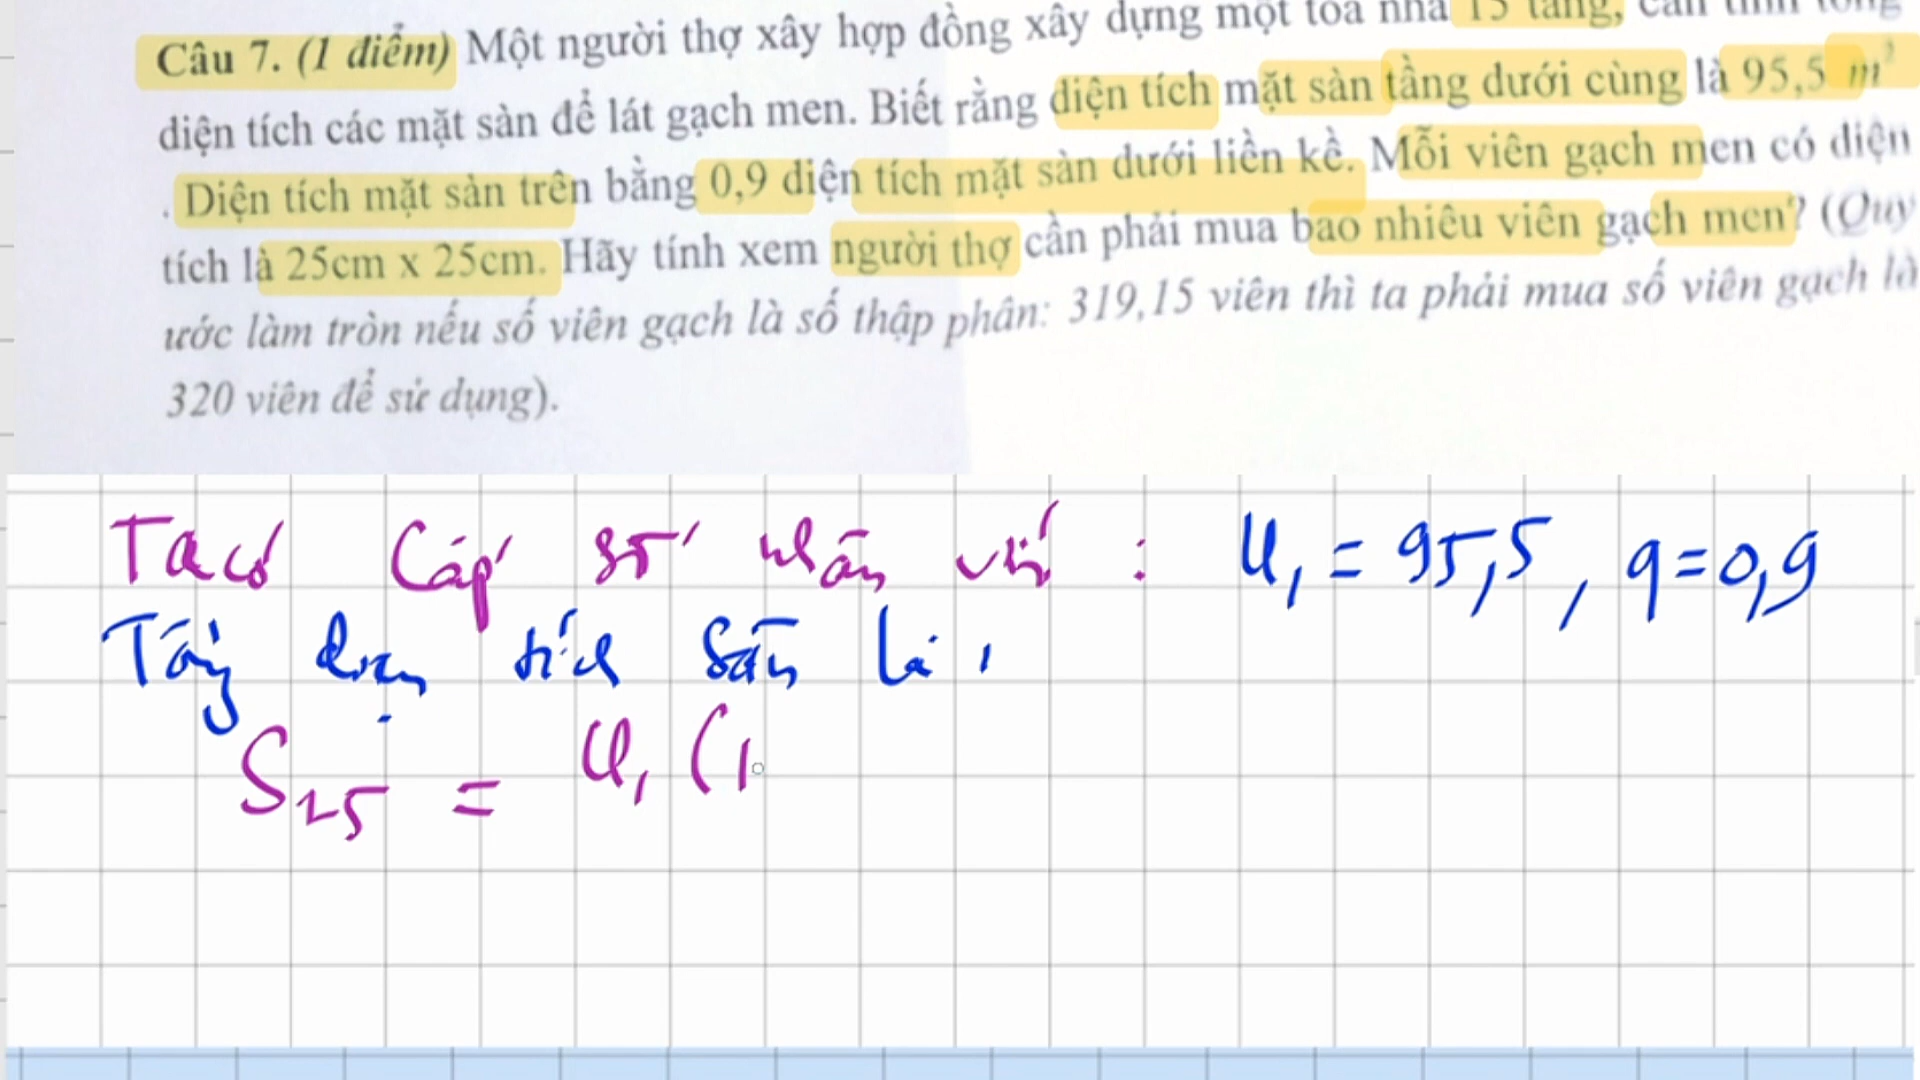 Câu 7. (1 điểm) Một người thợ xây hợp đồng xây dựng một toà nhà 15 tầng, cần tính tổng
diện tích các mặt sàn để lát gạch men. Biết rằng diện tích mặt sàn tầng dưới cùng là 95,5 m²
. Diện tích mặt sàn trên bằng 0,9 diện tích mặt sàn dưới liền kề. Mỗi viên gạch men có diện
tích là 25cm x 25cm. Hãy tính xem người thợ cần phải mua bao nhiêu viên gạch men? (Quy
ước làm tròn nếu số viên gạch là số thập phân: 319,15 viên thì ta phải mua số viên gạch là
320 viên để sử dụng).
Ta có Cấp số nhân với : U₁ = 95,5 , q = 0,9
Tổng diện tích sàn là :
S₁₅ = U₁ (1